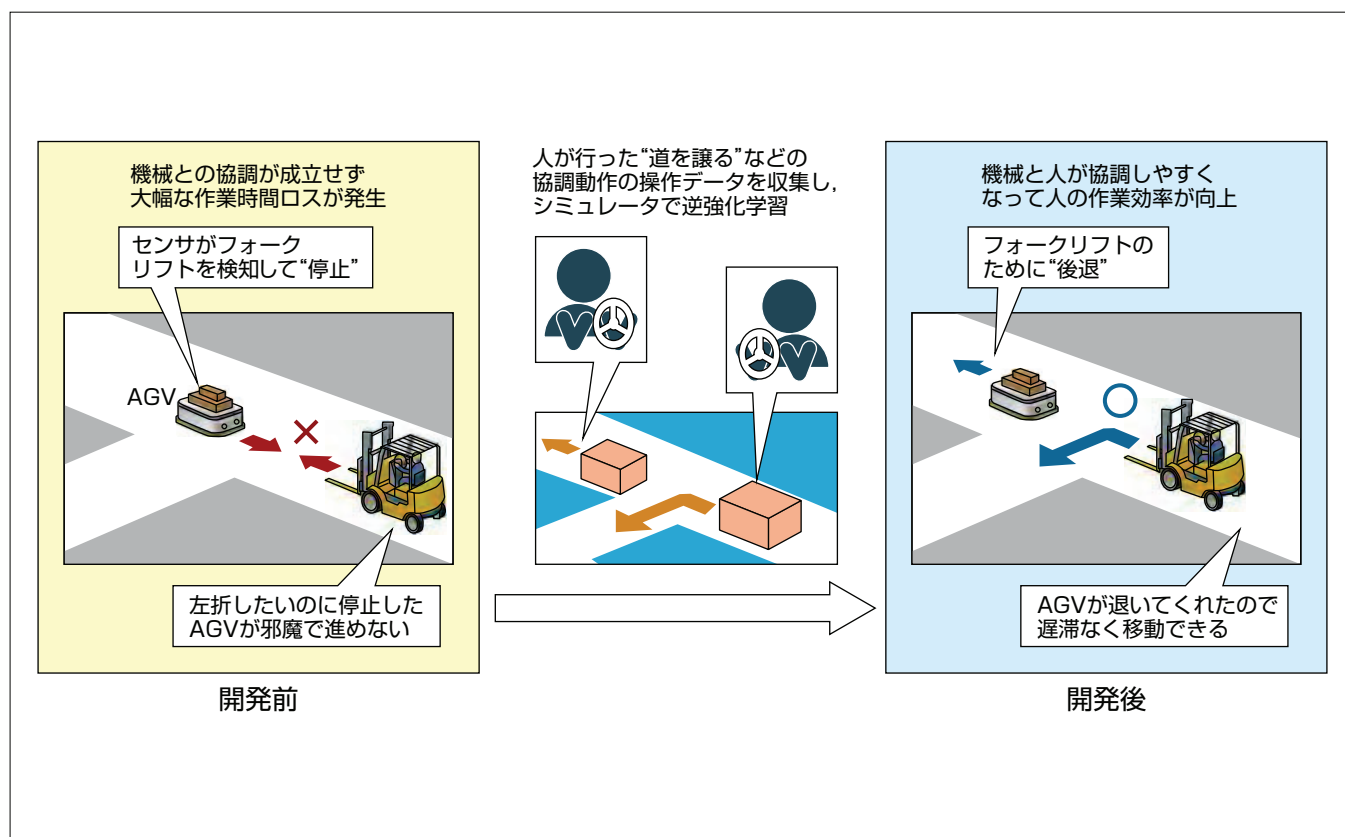 機械との協調が成立せず
大幅な作業時間ロスが発生
センサがフォーク
リフトを検知して“停止”
AGV
左折したいのに停止した
AGVが邪魔で進めない
開発前
人が行った“道を譲る”などの
協調動作の操作データを収集し,
シミュレータで逆強化学習
機械と人が協調しやすく
なって人の作業効率が向上
フォークリフトの
ために“後退”
AGVが退いてくれたので
遅滞なく移動できる
開発後